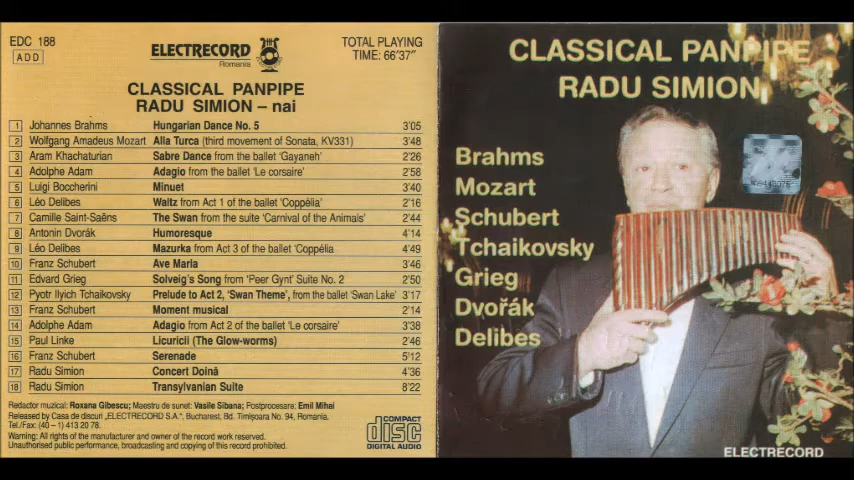 EDC 188
ADD
ELECTRECORD
Romania
TOTAL PLAYING
TIME: 66'37"
CLASSICAL PANPIPE
RADU SIMION – nai
1 Johannes Brahms Hungarian Dance No. 5 3'05
2 Wolfgang Amadeus Mozart Alla Turca (third movement of Sonata, KV331) 3'48
3 Aram Khachaturian Sabre Dance from the ballet 'Gayaneh' 2'26
4 Adolphe Adam Adagio from the ballet 'Le corsaire' 2'58
5 Luigi Boccherini Minuet 3'40
6 Léo Delibes Waltz from Act 1 of the ballet 'Coppélia' 2'16
7 Camille Saint-Saëns The Swan from the suite 'Carnival of the Animals' 2'44
8 Antonin Dvorák Humoresque 4'14
9 Léo Delibes Mazurka from Act 3 of the ballet 'Coppélia 4'49
10 Franz Schubert Ave Maria 3'46
11 Edvard Grieg Solveig's Song from 'Peer Gynt' Suite No. 2 2'50
12 Pyotr Ilyich Tchaikovsky Prelude to Act 2, 'Swan Theme', from the ballet 'Swan Lake' 3'17
13 Franz Schubert Moment musical 2'14
14 Adolphe Adam Adagio from Act 2 of the ballet 'Le corsaire' 3'38
15 Paul Linke Licuricii (The Glow-worms) 2'46
16 Franz Schubert Serenade 5'12
17 Radu Simion Concert Doină 4'36
18 Radu Simion Transylvanian Suite 8'22
Redactor muzical: Roxana Gibescu; Maestru de sunet: Vasile Sibana; Postprocesare: Emil Mihai
Released by Casa de discuri „ELECTRECORD S.A.", Bucharest, Bd. Timişoara No. 94, Romania.
Tel./Fax: (40 – 1) 413 20 78.
Warning: All rights of the manufacturer and owner of the record work reserved.
Unauthorised public performance, broadcasting and copying of this record prohibited.
COMPACT
disc
DIGITAL AUDIO
CLASSICAL PANPIPE
RADU SIMION
Brahms
Mozart
Schubert
Tchaikovsky
Grieg
Dvořák
Delibes
ELECTRECORD